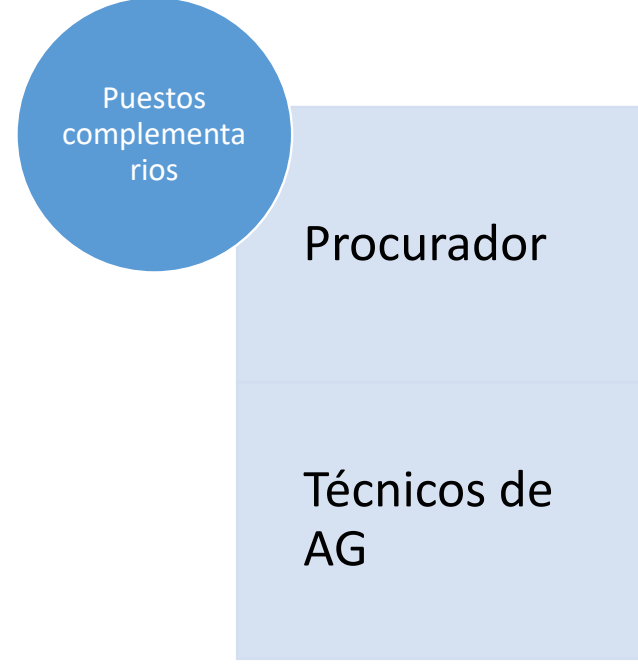 Puestos
complementa
rios
Procurador
Técnicos de
AG